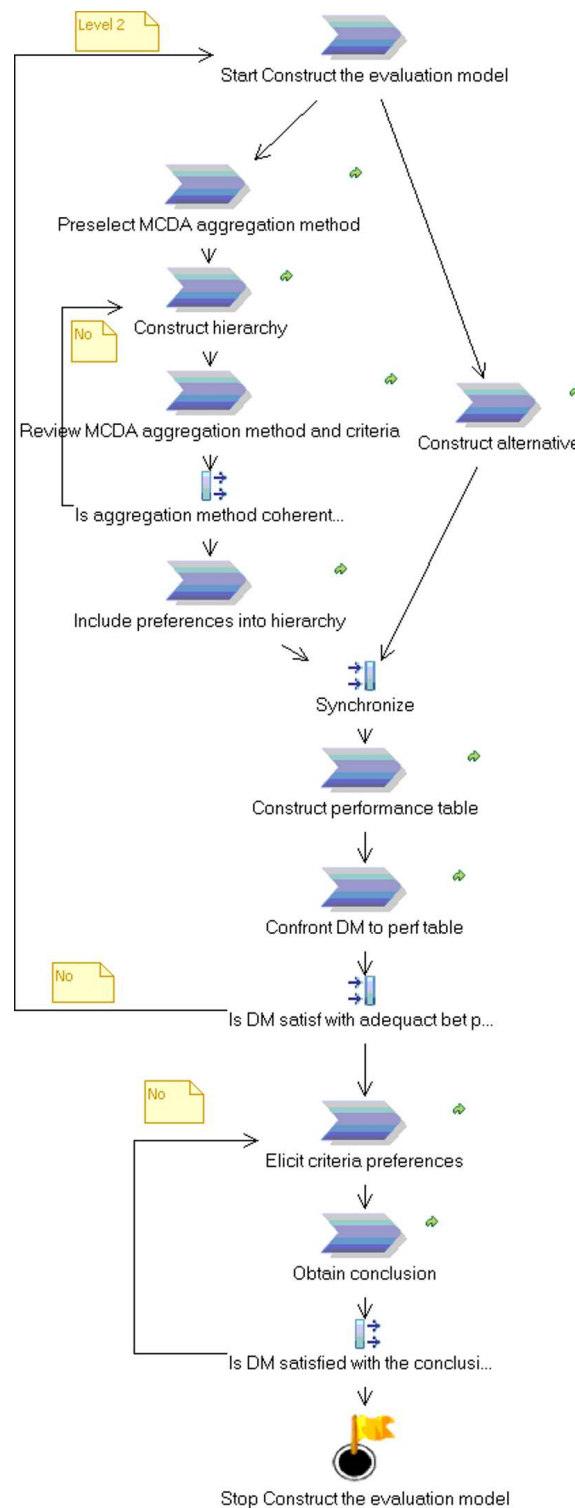 Level 2
Start Construct the evaluation model
Preselect MCDA aggregation method
Construct hierarchy
No
Review MCDA aggregation method and criteria
Construct alternative
Is aggregation method coherent...
Include preferences into hierarchy
Synchronize
Construct performance table
Confront DM to perf table
No
Is DM satisf with adequact bet p...
No
Elicit criteria preferences
Obtain conclusion
Is DM satisfied with the conclusi...
Stop Construct the evaluation model